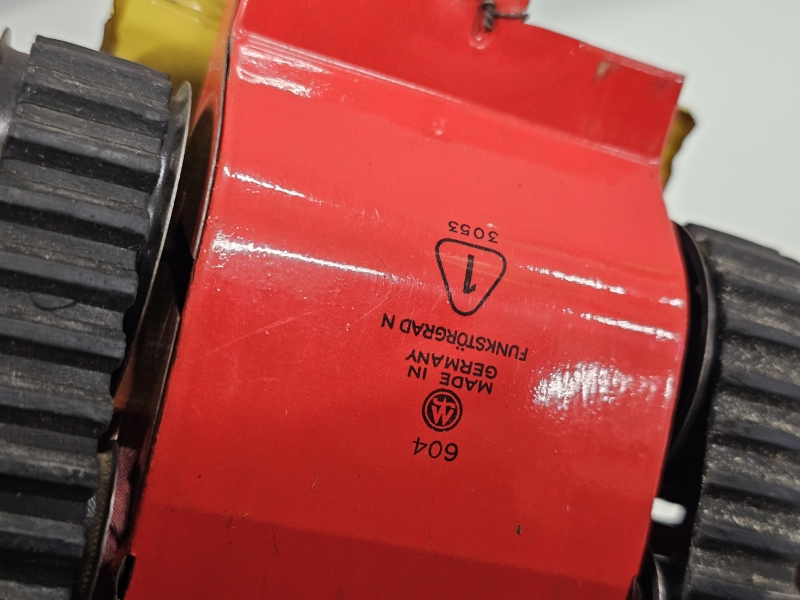 604
MADE IN
GERMANY
FUNKSTÖRGRAD N
1
3053